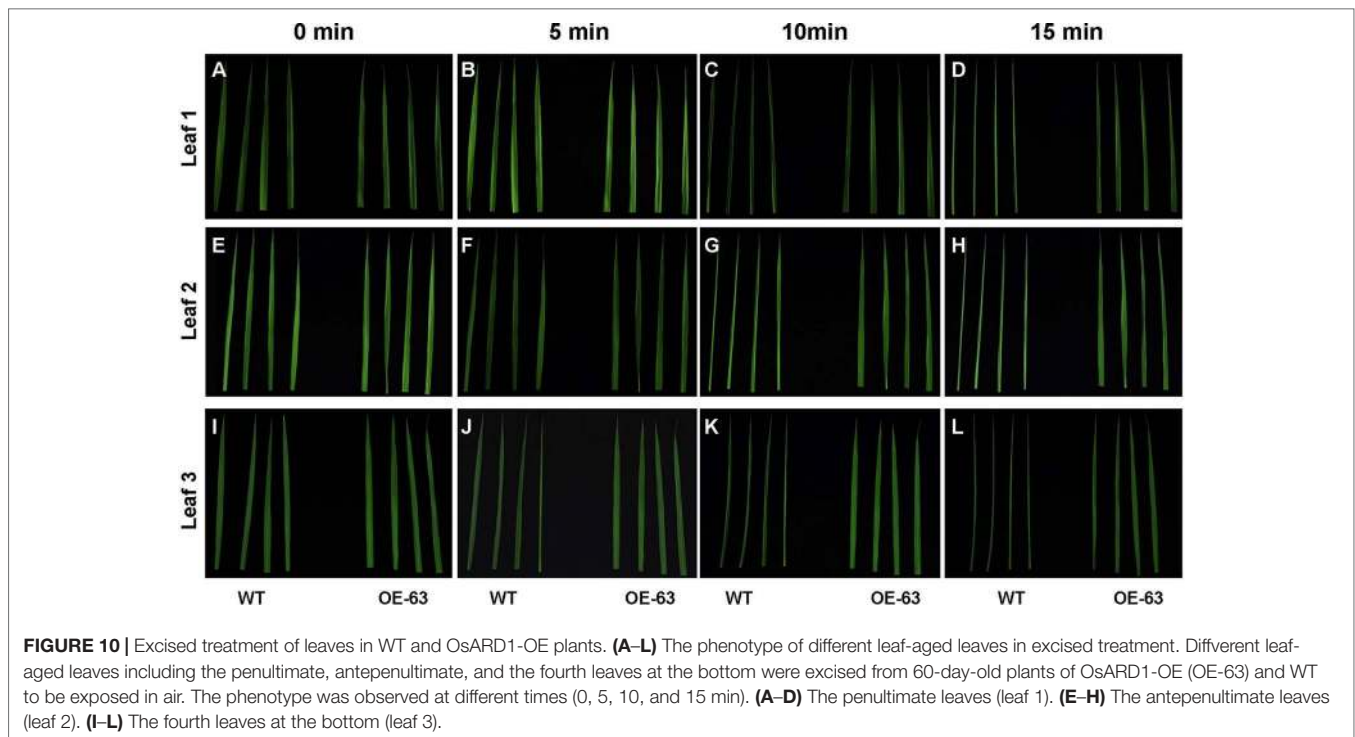 0 min 5 min 10min 15 min
A B C D
Leaf 1
E F G H
Leaf 2
I J K L
Leaf 3
WT OE-63 WT OE-63 WT OE-63 WT OE-63
FIGURE 10 | Excised treatment of leaves in WT and OsARD1-OE plants. (A–L) The phenotype of different leaf-aged leaves in excised treatment. Diffverent leaf-
aged leaves including the penultimate, antepenultimate, and the fourth leaves at the bottom were excised from 60-day-old plants of OsARD1-OE (OE-63) and WT
to be exposed in air. The phenotype was observed at different times (0, 5, 10, and 15 min). (A–D) The penultimate leaves (leaf 1). (E–H) The antepenultimate leaves
(leaf 2). (I–L) The fourth leaves at the bottom (leaf 3).